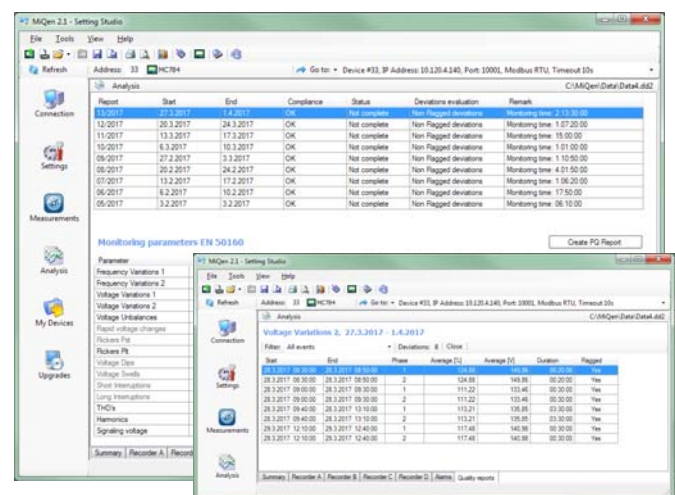 MiQen 2.1 - Setting Studio
File Tools View Help
Refresh Address: 33 MC784 Go to: Device #33, IP Address: 10.120.4.140, Port: 10001, Modbus RTU, Timeout 10s
Analysis C:\MiQen\Data\Data4.dd2
Report Start End Compliance Status Deviations evaluation Remark
13/2017 27.3.2017 1.4.2017 OK Not complete Non Flagged deviations Monitoring time: 2.13:30:00
12/2017 20.3.2017 24.3.2017 OK Not complete Non Flagged deviations Monitoring time: 1.07:20:00
11/2017 13.3.2017 17.3.2017 OK Not complete Non Flagged deviations Monitoring time: 15:00:00
10/2017 6.3.2017 10.3.2017 OK Not complete Non Flagged deviations Monitoring time: 1.01:00:00
09/2017 27.2.2017 3.3.2017 OK Not complete Non Flagged deviations Monitoring time: 1.10:50:00
08/2017 20.2.2017 24.2.2017 OK Not complete Non Flagged deviations Monitoring time: 4.01:50:00
07/2017 13.2.2017 17.2.2017 OK Not complete Non Flagged deviations Monitoring time: 1.06:20:00
06/2017 6.2.2017 10.2.2017 OK Not complete Non Flagged deviations Monitoring time: 17:50:00
05/2017 3.2.2017 3.2.2017 OK Not complete Non Flagged deviations Monitoring time: 06:10:00
Connection
Settings
Measurements
Analysis
My Devices
Upgrades
Monitoring parameters EN 50160 Create PQ Report
Parameter
Frequency Variations 1
Frequency Variations 2
Voltage Variations 1
Voltage Variations 2
Voltage Unbalances
Rapid voltage changes
Flickers Pst
Flickers Plt
Voltage Dips
Voltage Swells
Short Interruptions
Long Interruptions
THD's
Harmonics
Signaling voltage
Summary Recorder A Record
MiQen 2.1 - Setting Studio
File Tools View Help
Refresh Address: 33 MC784 Go to: Device #33, IP Address: 10.120.4.140, Port: 10001, Modbus RTU, Timeout 10s
Analysis C:\MiQen\Data\Data4.dd2
Voltage Variations 2, 27.3.2017 - 1.4.2017
Filter: All events Deviations: 8 Close
Start End Phase Average [%] Average [V] Duration Flagged
28.3.2017 08:30:00 28.3.2017 08:50:00 1 124,88 149,86 00:20:00 Yes
28.3.2017 08:30:00 28.3.2017 08:50:00 2 124,88 149,86 00:20:00 Yes
28.3.2017 09:00:00 28.3.2017 09:30:00 1 111,22 133,46 00:30:00 Yes
28.3.2017 09:00:00 28.3.2017 09:30:00 2 111,22 133,46 00:30:00 Yes
28.3.2017 09:40:00 28.3.2017 13:10:00 1 113,21 135,85 03:30:00 Yes
28.3.2017 09:40:00 28.3.2017 13:10:00 2 113,21 135,85 03:30:00 Yes
29.3.2017 12:10:00 29.3.2017 12:40:00 1 117,48 140,98 00:30:00 Yes
29.3.2017 12:10:00 29.3.2017 12:40:00 2 117,48 140,98 00:30:00 Yes
Connection
Settings
Measurements
Analysis
Summary Recorder A Recorder B Recorder C Recorder D Alarms Quality reports